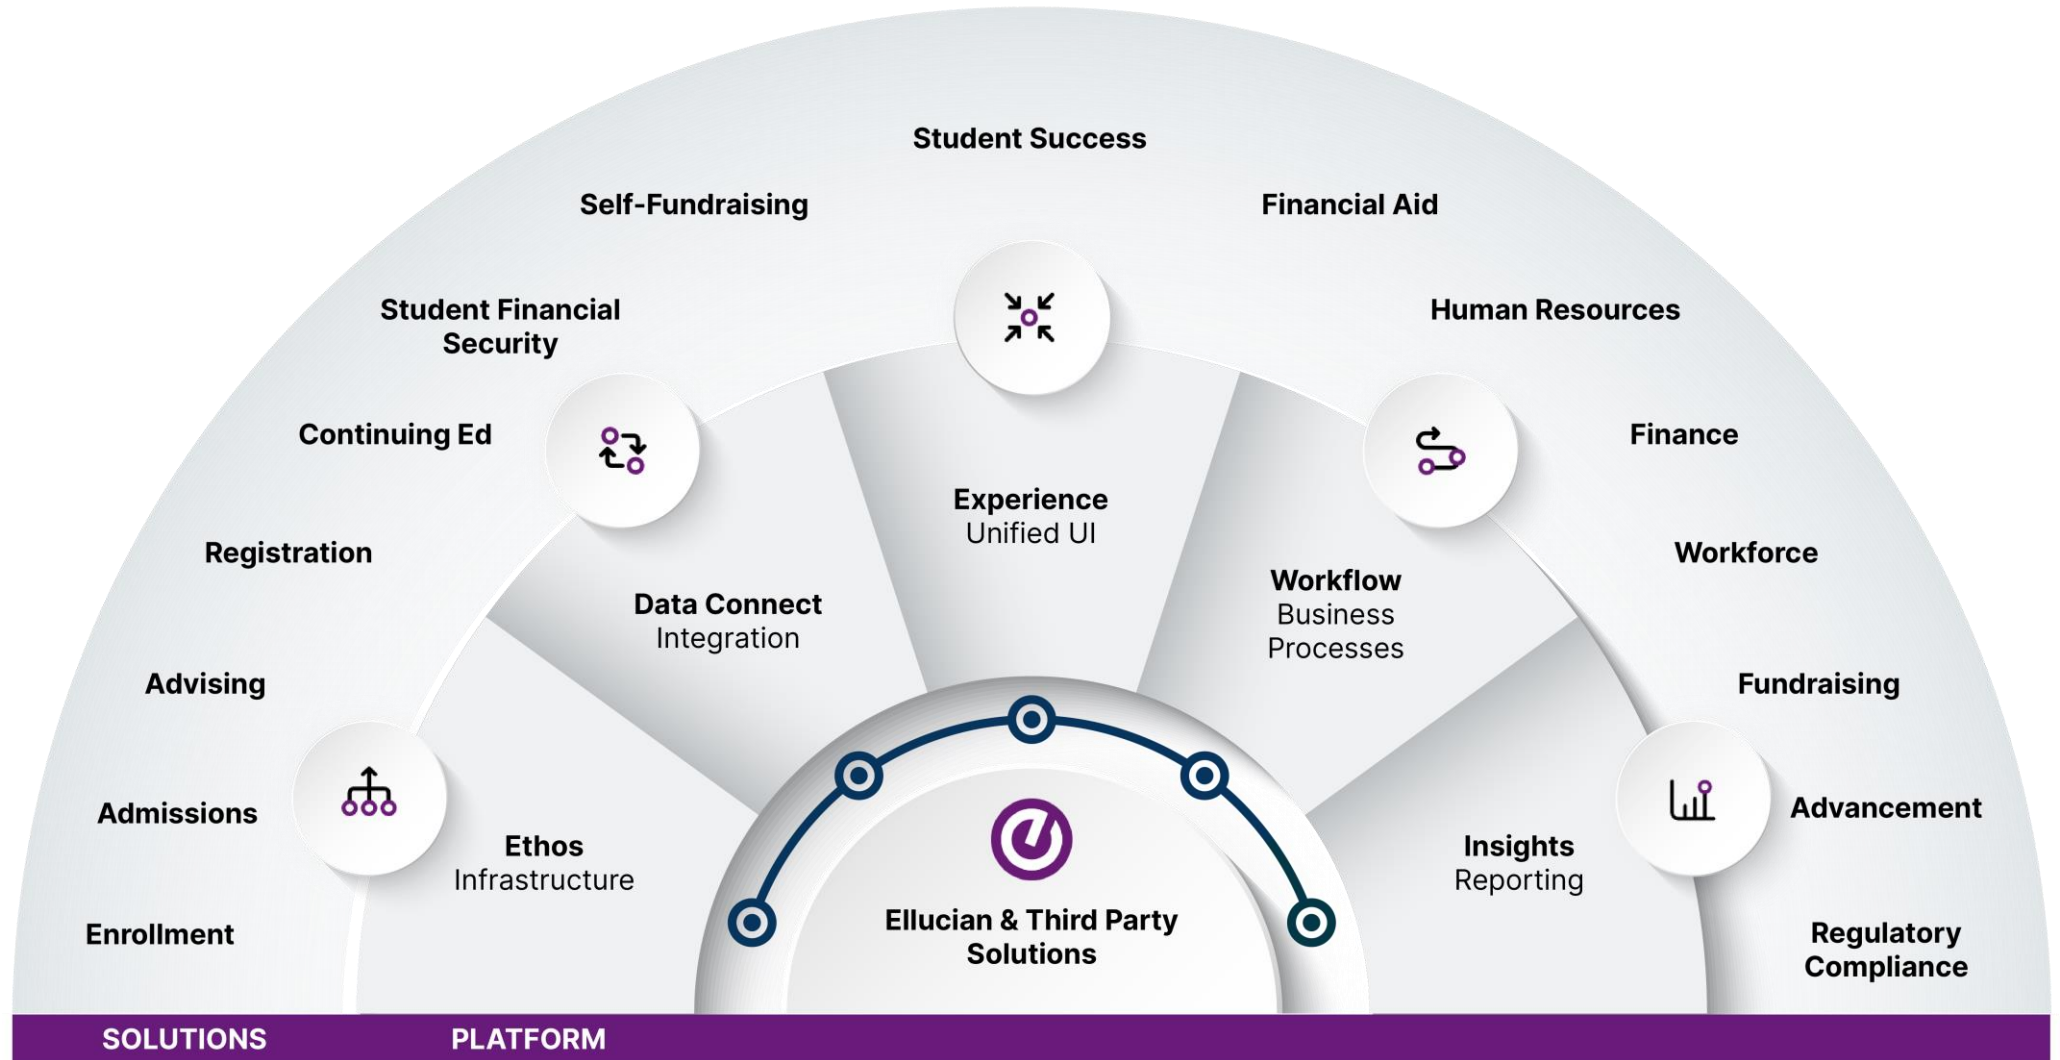 Student Success
Self-Fundraising
Financial Aid
Student Financial
Security
Human Resources
Continuing Ed
Finance
Experience
Unified UI
Registration
Workforce
Data Connect
Integration
Workflow
Business
Processes
Advising
Fundraising
Admissions
Advancement
Ethos
Infrastructure
Insights
Reporting
Enrollment
Ellucian & Third Party
Solutions
Regulatory
Compliance
SOLUTIONS
PLATFORM